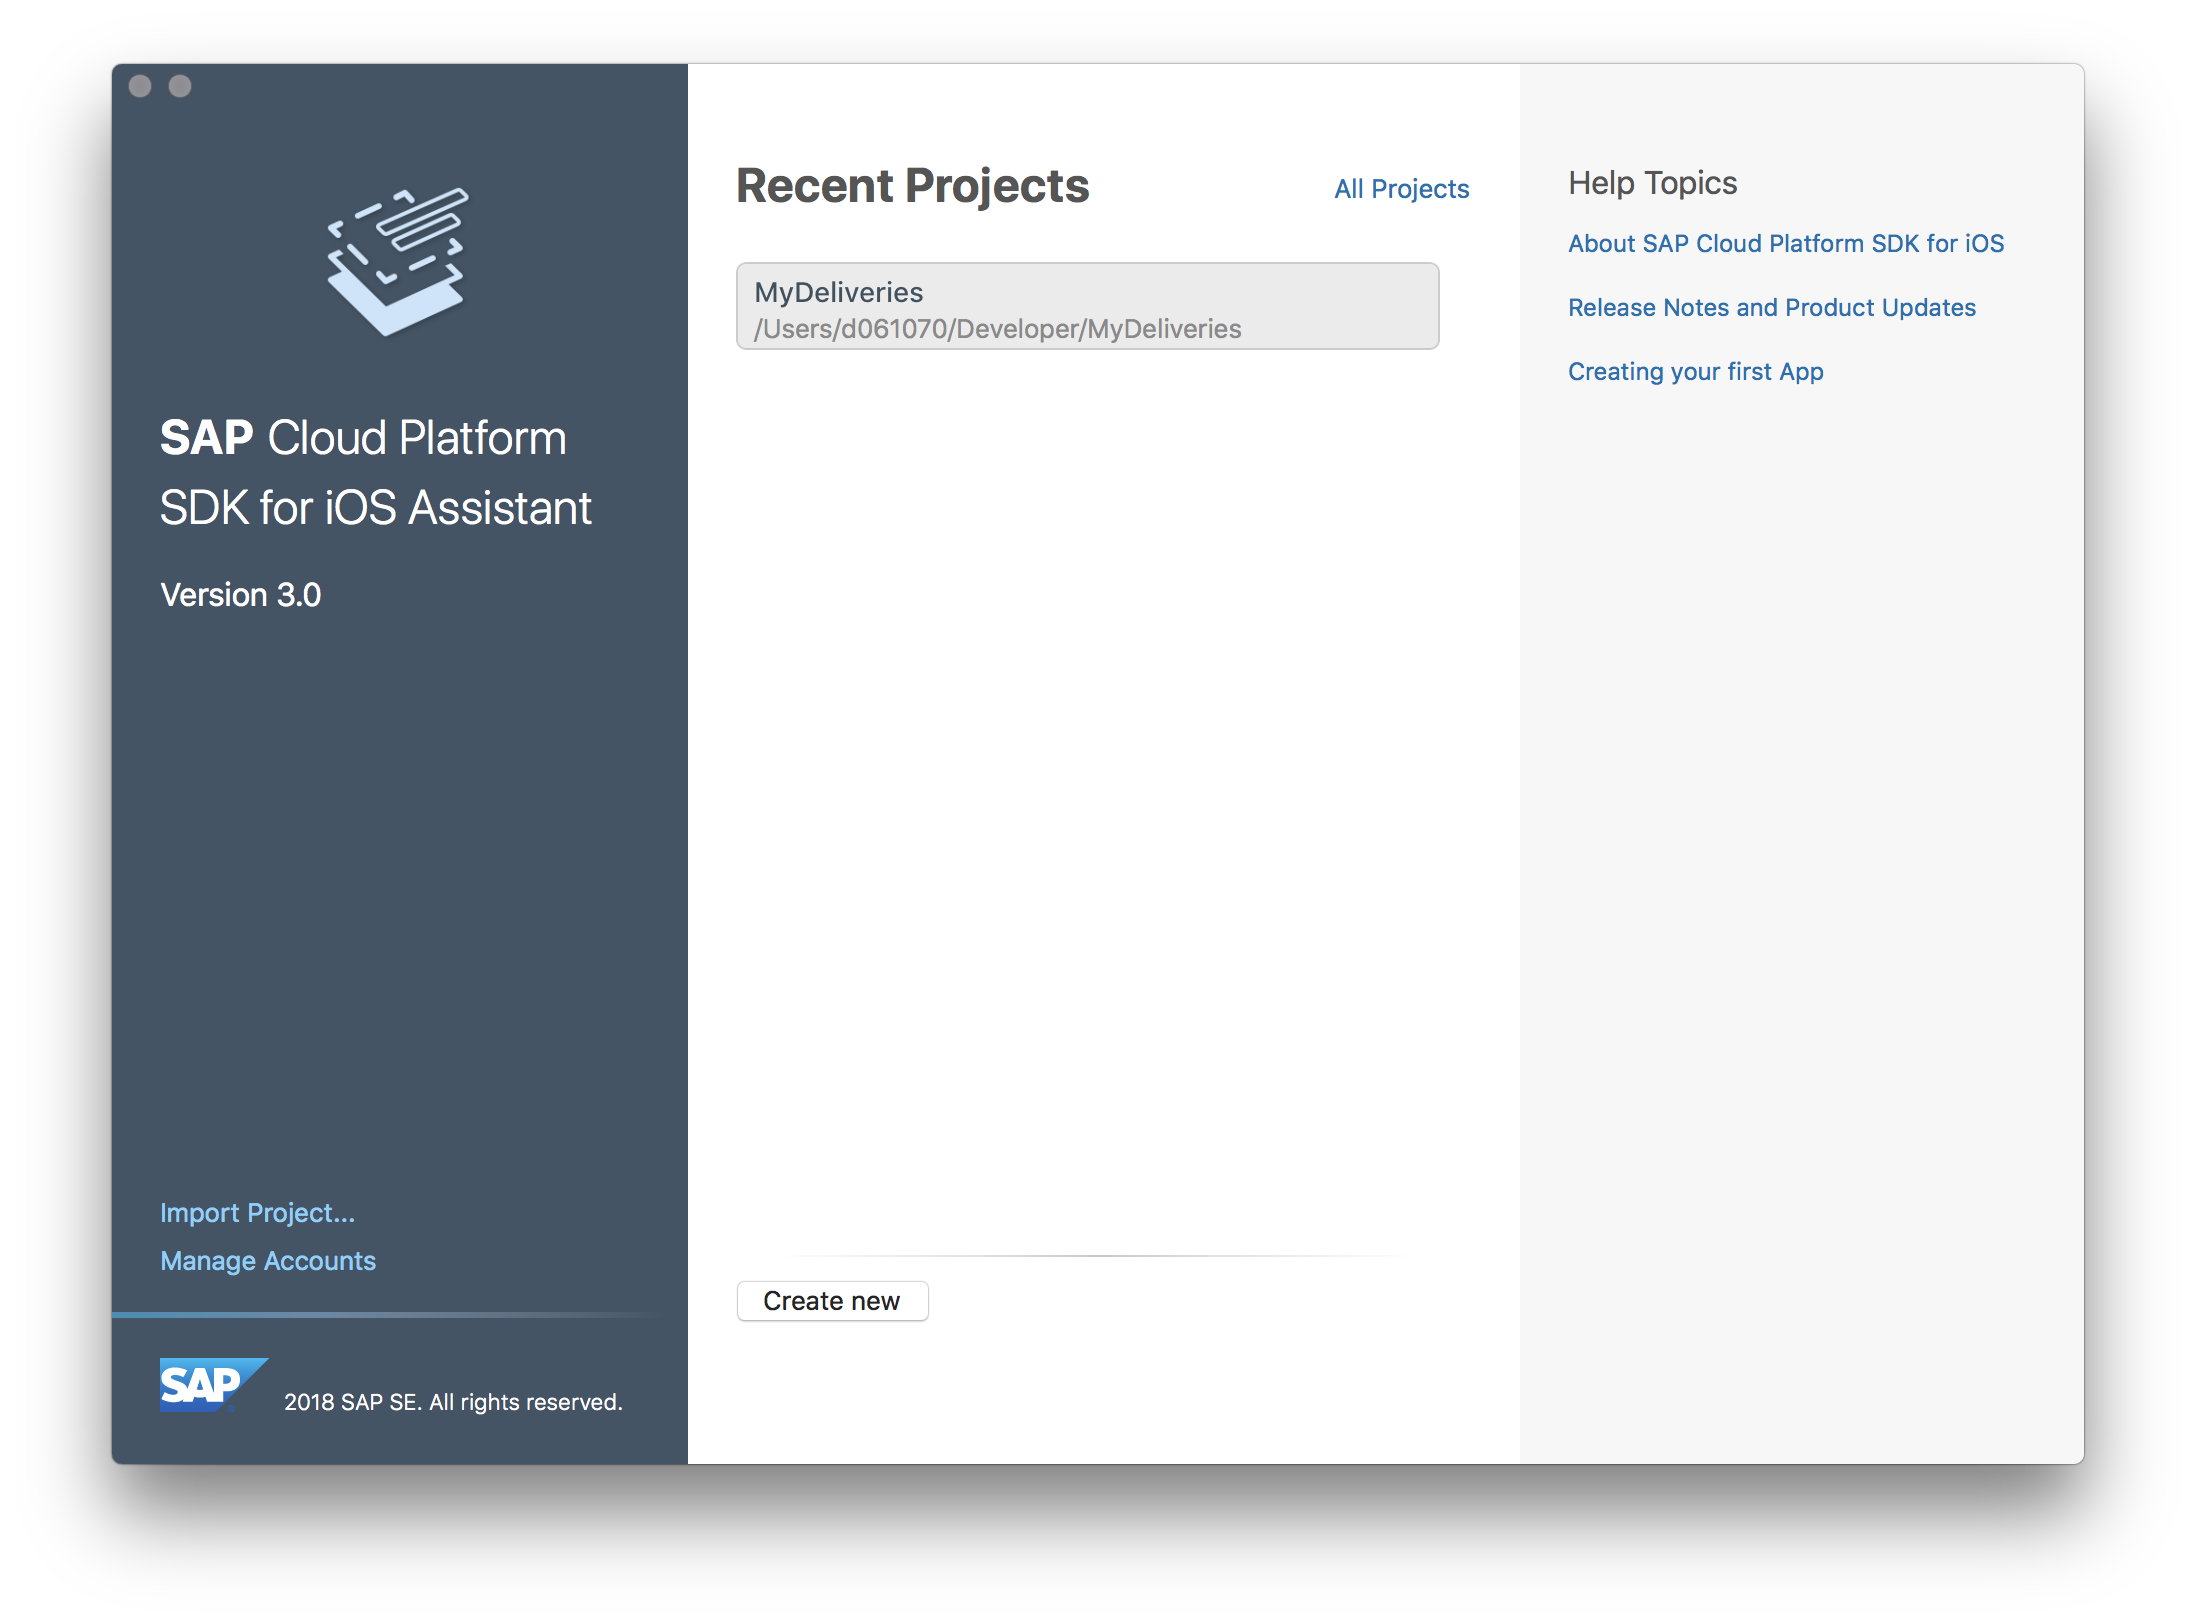 SAP Cloud Platform
SDK for iOS Assistant
Version 3.0
Import Project...
Manage Accounts
SAP
2018 SAP SE. All rights reserved.
Recent Projects
All Projects
MyDeliveries
/Users/d061070/Developer/MyDeliveries
Create new
Help Topics
About SAP Cloud Platform SDK for iOS
Release Notes and Product Updates
Creating your first App